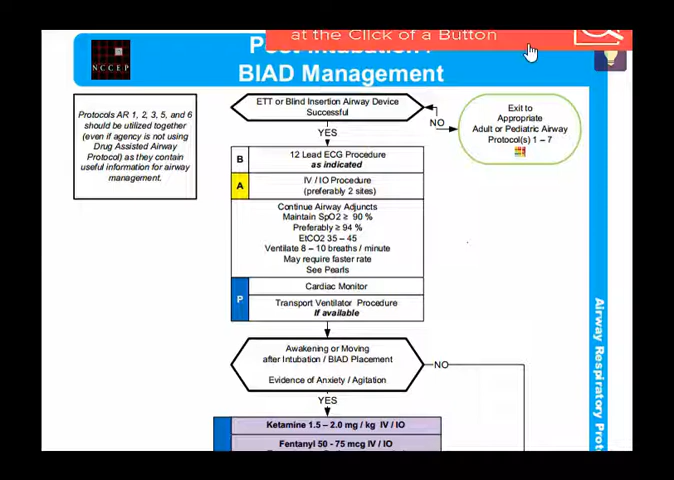 at the Click of a Button
Post Intubation /
BIAD Management
NCCEP
Protocols AR 1, 2, 3, 5, and 6
should be utilized together
(even if agency is not using
Drug Assisted Airway
Protocol) as they contain
useful information for airway
management.
ETT or Blind Insertion Airway Device
Successful
NO
Exit to
Appropriate
Adult or Pediatric Airway
Protocol(s) 1 – 7
YES
B
12 Lead ECG Procedure
as indicated
A
IV / IO Procedure
(preferably 2 sites)
Continue Airway Adjuncts
Maintain SpO2 ≥ 90 %
Preferably ≥ 94 %
EtCO2 35 – 45
Ventilate 8 – 10 breaths / minute
May require faster rate
See Pearls
P
Cardiac Monitor
Transport Ventilator Procedure
If available
Awakening or Moving
after Intubation / BIAD Placement
Evidence of Anxiety / Agitation
NO
YES
Ketamine 1.5 – 2.0 mg / kg IV / IO
Fentanyl 50 - 75 mcg IV / IO
Airway Respiratory Prot